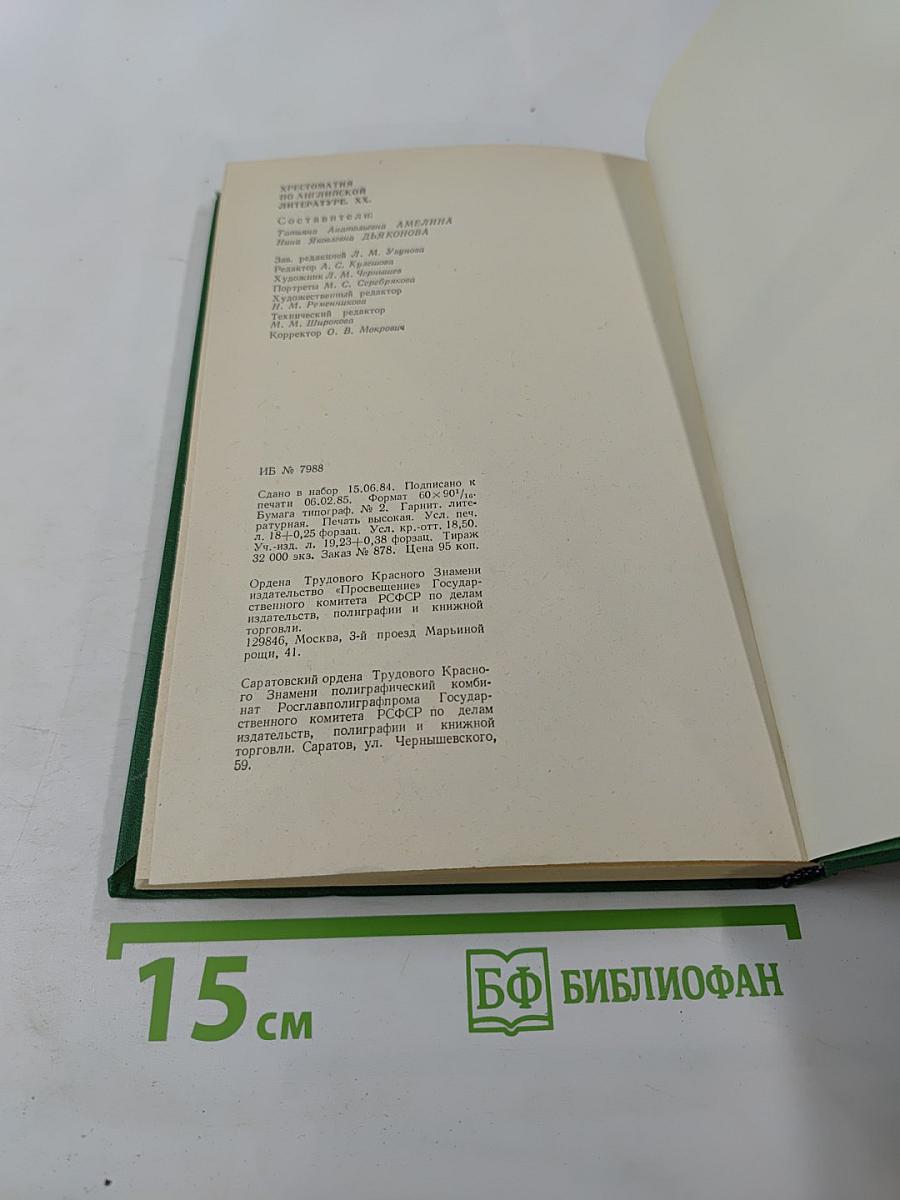 ХРЕСТОМАТИЯ
ПО АНГЛИЙСКОЙ
ЛИТЕРАТУРЕ. XX.
Составители:
Татьяна Анатольевна АМЕЛИНА
Нина Яковлевна ДЬЯКОНОВА
Зав. редакцией Л. М.
Редактор А. С. Кулешова
Художник Л. М. Чернышев
Портреты М. С. Серебрякова
Художественный редактор
Н. М. Ременникова
Технический редактор
М. М. Широкова
Корректор О. В. Мокрович
ИБ № 7988
Сдано в набор 15.06.84. Подписано к
печати 06.02.85. Формат 60×90¹/₁₆.
Бумага типограф. № 2. Гарнит. лите-
ратурная. Печать высокая. Усл. печ.
л. 18+0,25 форзац. Усл. кр.-отт. 18,50.
Уч.-изд. л. 19,23+0,38 форзац. Тираж
32 000 экз. Заказ № 878. Цена 95 коп.
Ордена Трудового Красного Знамени
издательство «Просвещение» Государ-
ственного комитета РСФСР по делам
издательств, полиграфии и книжной
торговли.
129846, Москва, 3-й проезд Марьиной
рощи, 41.
Саратовский ордена Трудового Красно-
го Знамени полиграфический комби-
нат Росглавполиграфпрома Государ-
ственного комитета РСФСР по делам
издательств, полиграфии и книжной
торговли. Саратов, ул. Чернышевского,
59.
15 см
БФ БИБЛИОФАН